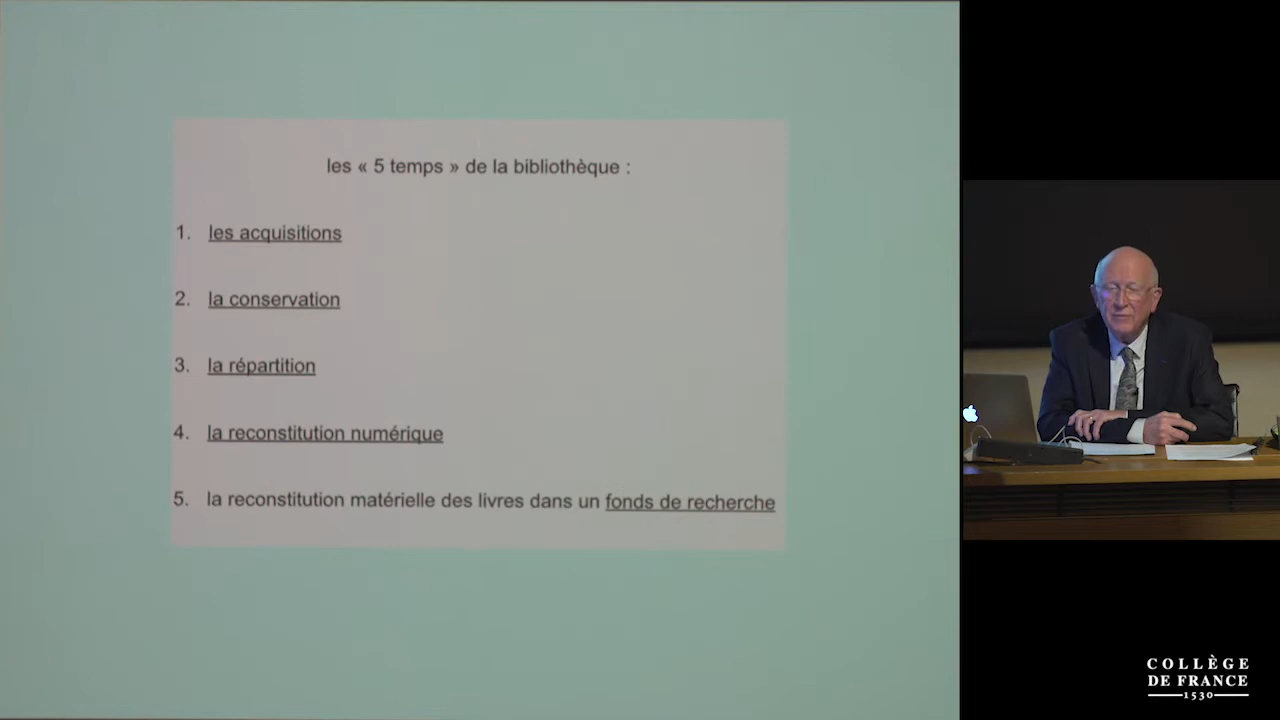 les « 5 temps » de la bibliothèque :
1. les acquisitions
2. la conservation
3. la répartition
4. la reconstitution numérique
5. la reconstitution matérielle des livres dans un fonds de recherche
COLLÈGE
DE FRANCE
1530